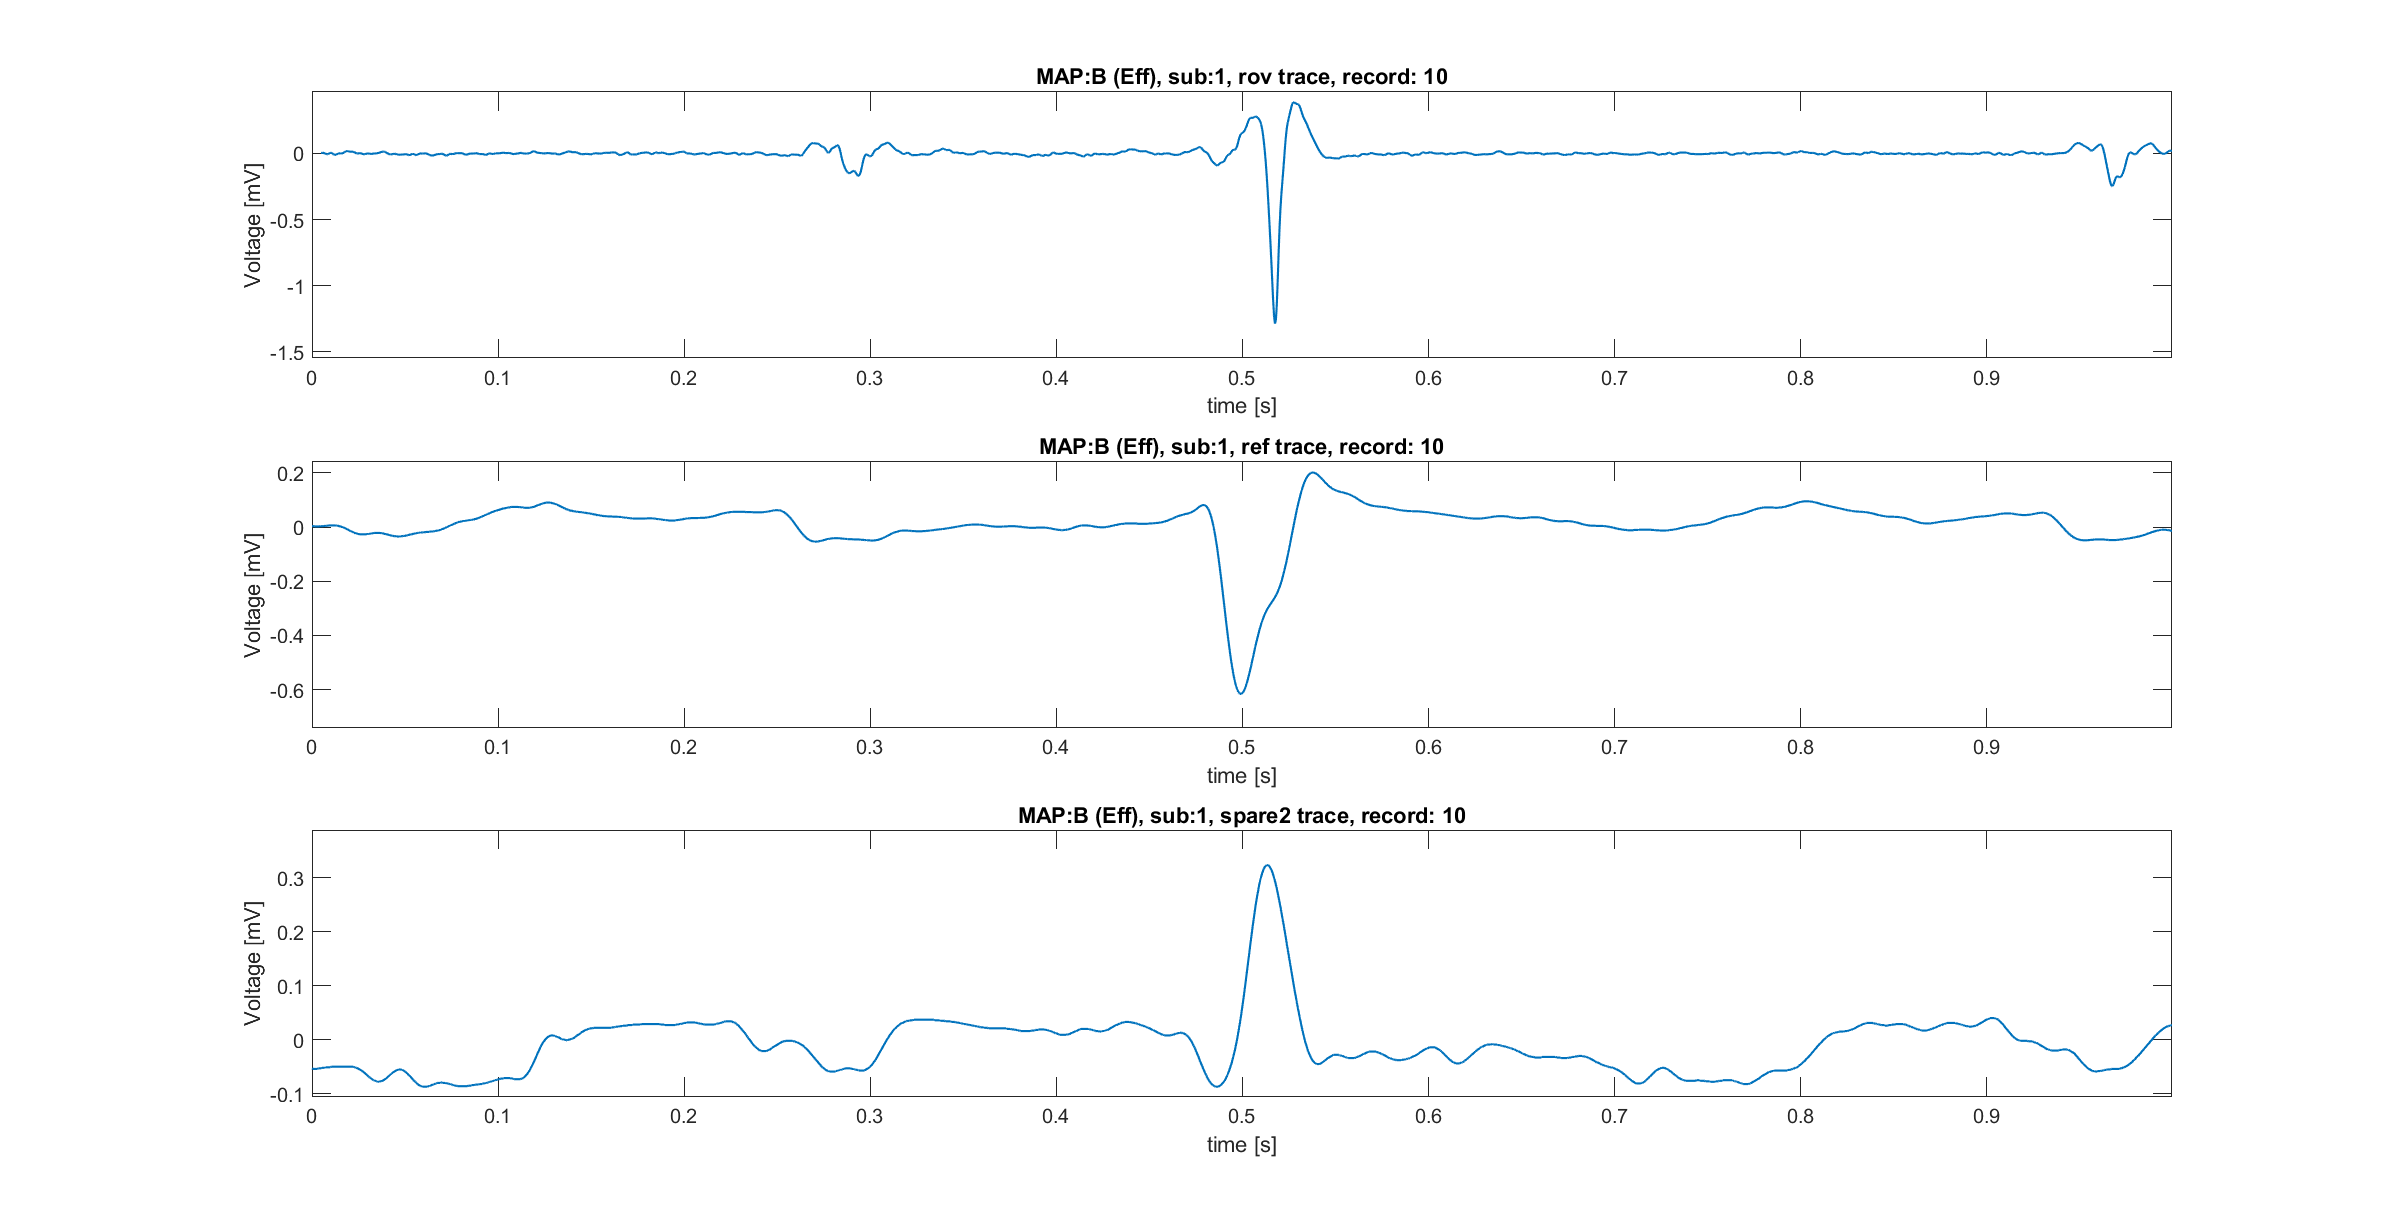 MAP:B (Eff), sub:1, rov trace, record: 10
Voltage [mV]
0
-0.5
-1
-1.5
0 0.1 0.2 0.3 0.4 0.5 0.6 0.7 0.8 0.9
time [s]
MAP:B (Eff), sub:1, ref trace, record: 10
Voltage [mV]
0.2
0
-0.2
-0.4
-0.6
0 0.1 0.2 0.3 0.4 0.5 0.6 0.7 0.8 0.9
time [s]
MAP:B (Eff), sub:1, spare2 trace, record: 10
Voltage [mV]
0.3
0.2
0.1
0
-0.1
0 0.1 0.2 0.3 0.4 0.5 0.6 0.7 0.8 0.9
time [s]